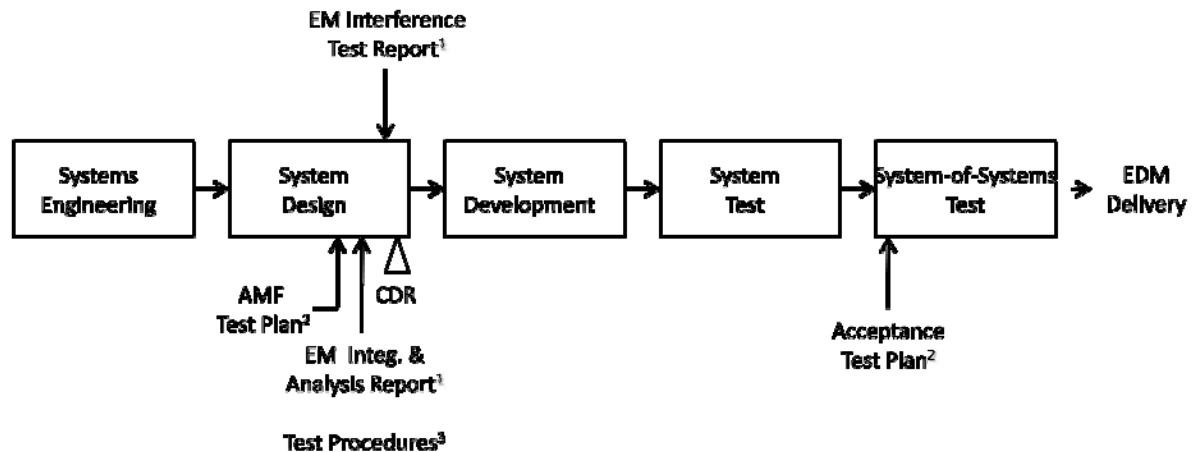 EM Interference
Test Report¹
Systems
Engineering
System
Design
System
Development
System
Test
System-of-Systems
Test
EDM
Delivery
AMF
Test Plan²
CDR
EM Integ. &
Analysis Report¹
Test Procedures³
Acceptance
Test Plan²